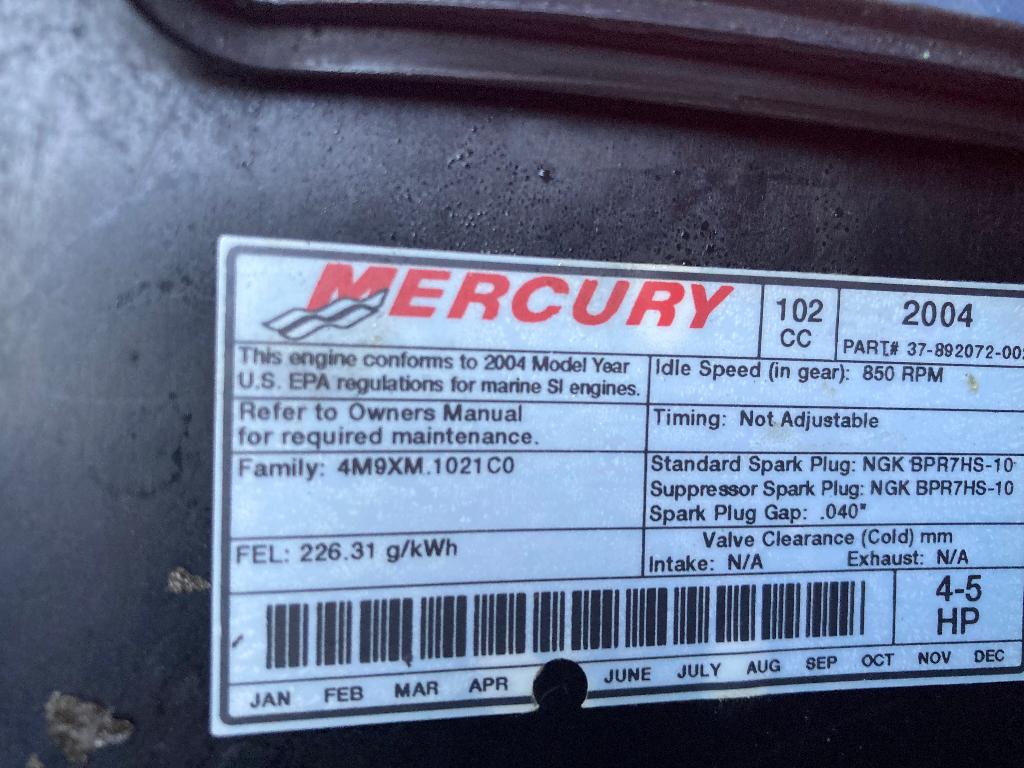 MERCURY
102
CC
2004
PART# 37-892072-00
This engine conforms to 2004 Model Year
U.S. EPA regulations for marine SI engines.
Idle Speed (in gear): 850 RPM
Refer to Owners Manual
for required maintenance.
Timing: Not Adjustable
Family: 4M9XM.1021C0
Standard Spark Plug: NGK BPR7HS-10
Suppressor Spark Plug: NGK BPR7HS-10
Spark Plug Gap: .040"
FEL: 226.31 g/kWh
Valve Clearance (Cold) mm
Intake: N/A Exhaust: N/A
4-5
HP
JAN FEB MAR APR JUNE JULY AUG SEP OCT NOV DEC